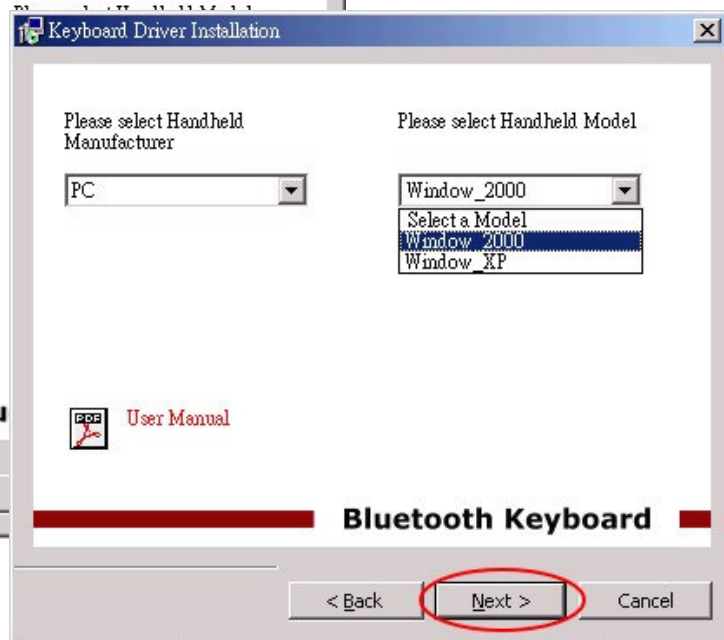 Keyboard Driver Installation
Please select Handheld
Manufacturer
Please select Handheld Model
PC
Window_2000
Select a Model
Window_2000
Window_XP
PDF
User Manual
Bluetooth Keyboard
< Back
Next >
Cancel